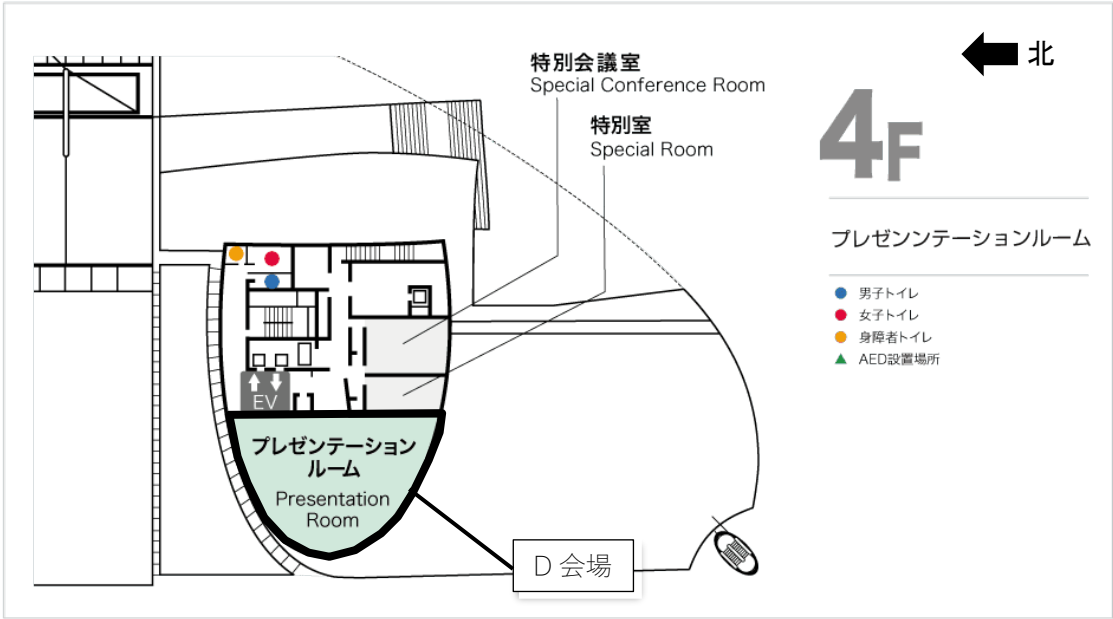 北
4F
プレゼンンテーションルーム
男子トイレ
女子トイレ
身障者トイレ
AED設置場所
特別会議室
Special Conference Room
特別室
Special Room
EV
プレゼンテーション
ルーム
Presentation
Room
D 会場